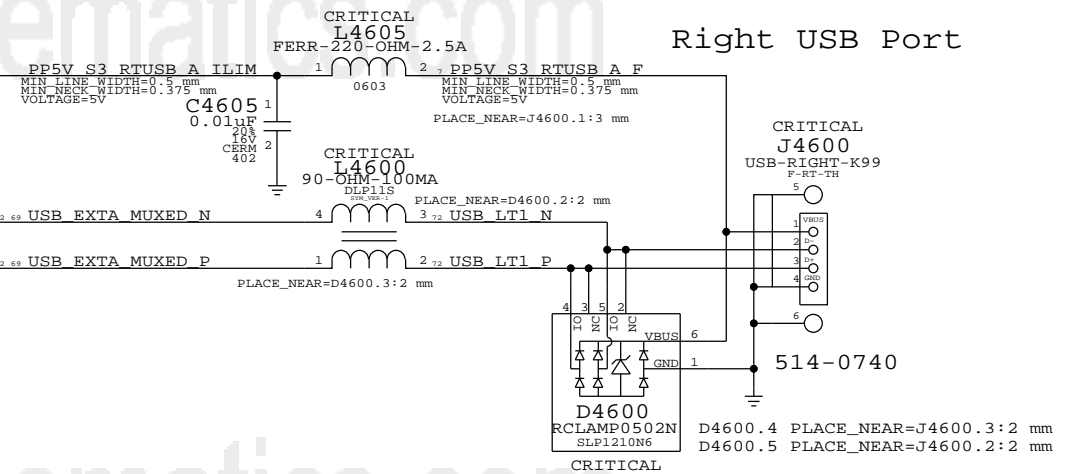 ematics.com
Right USB Port
CRITICAL
L4605
FERR-220-OHM-2.5A
PP5V_S3_RTUSB_A_ILIM
MIN_LINE_WIDTH=0.5 mm
MIN_NECK_WIDTH=0.375 mm
VOLTAGE=5V
1
2
0603
7 PP5V_S3_RTUSB_A_F
MIN_LINE_WIDTH=0.5 mm
MIN_NECK_WIDTH=0.375 mm
VOLTAGE=5V
PLACE_NEAR=J4600.1:3 mm
C4605
0.01uF
20%
16V
CERM
402
1
2
CRITICAL
L4600
90-OHM-100MA
DLP11S
SYM_VER-1
PLACE_NEAR=D4600.2:2 mm
2 69 USB_EXTA_MUXED_N
4
3
72 USB_LT1_N
2 69 USB_EXTA_MUXED_P
1
2
72 USB_LT1_P
PLACE_NEAR=D4600.3:2 mm
CRITICAL
J4600
USB-RIGHT-K99
F-RT-TH
5
1 VBUS
2 D-
3 D+
4 GND
6
514-0740
4 3 5 2
IO NC IO NC
VBUS 6
GND 1
D4600
RCLAMP0502N
SLP1210N6
CRITICAL
D4600.4 PLACE_NEAR=J4600.3:2 mm
D4600.5 PLACE_NEAR=J4600.2:2 mm
ematics.com